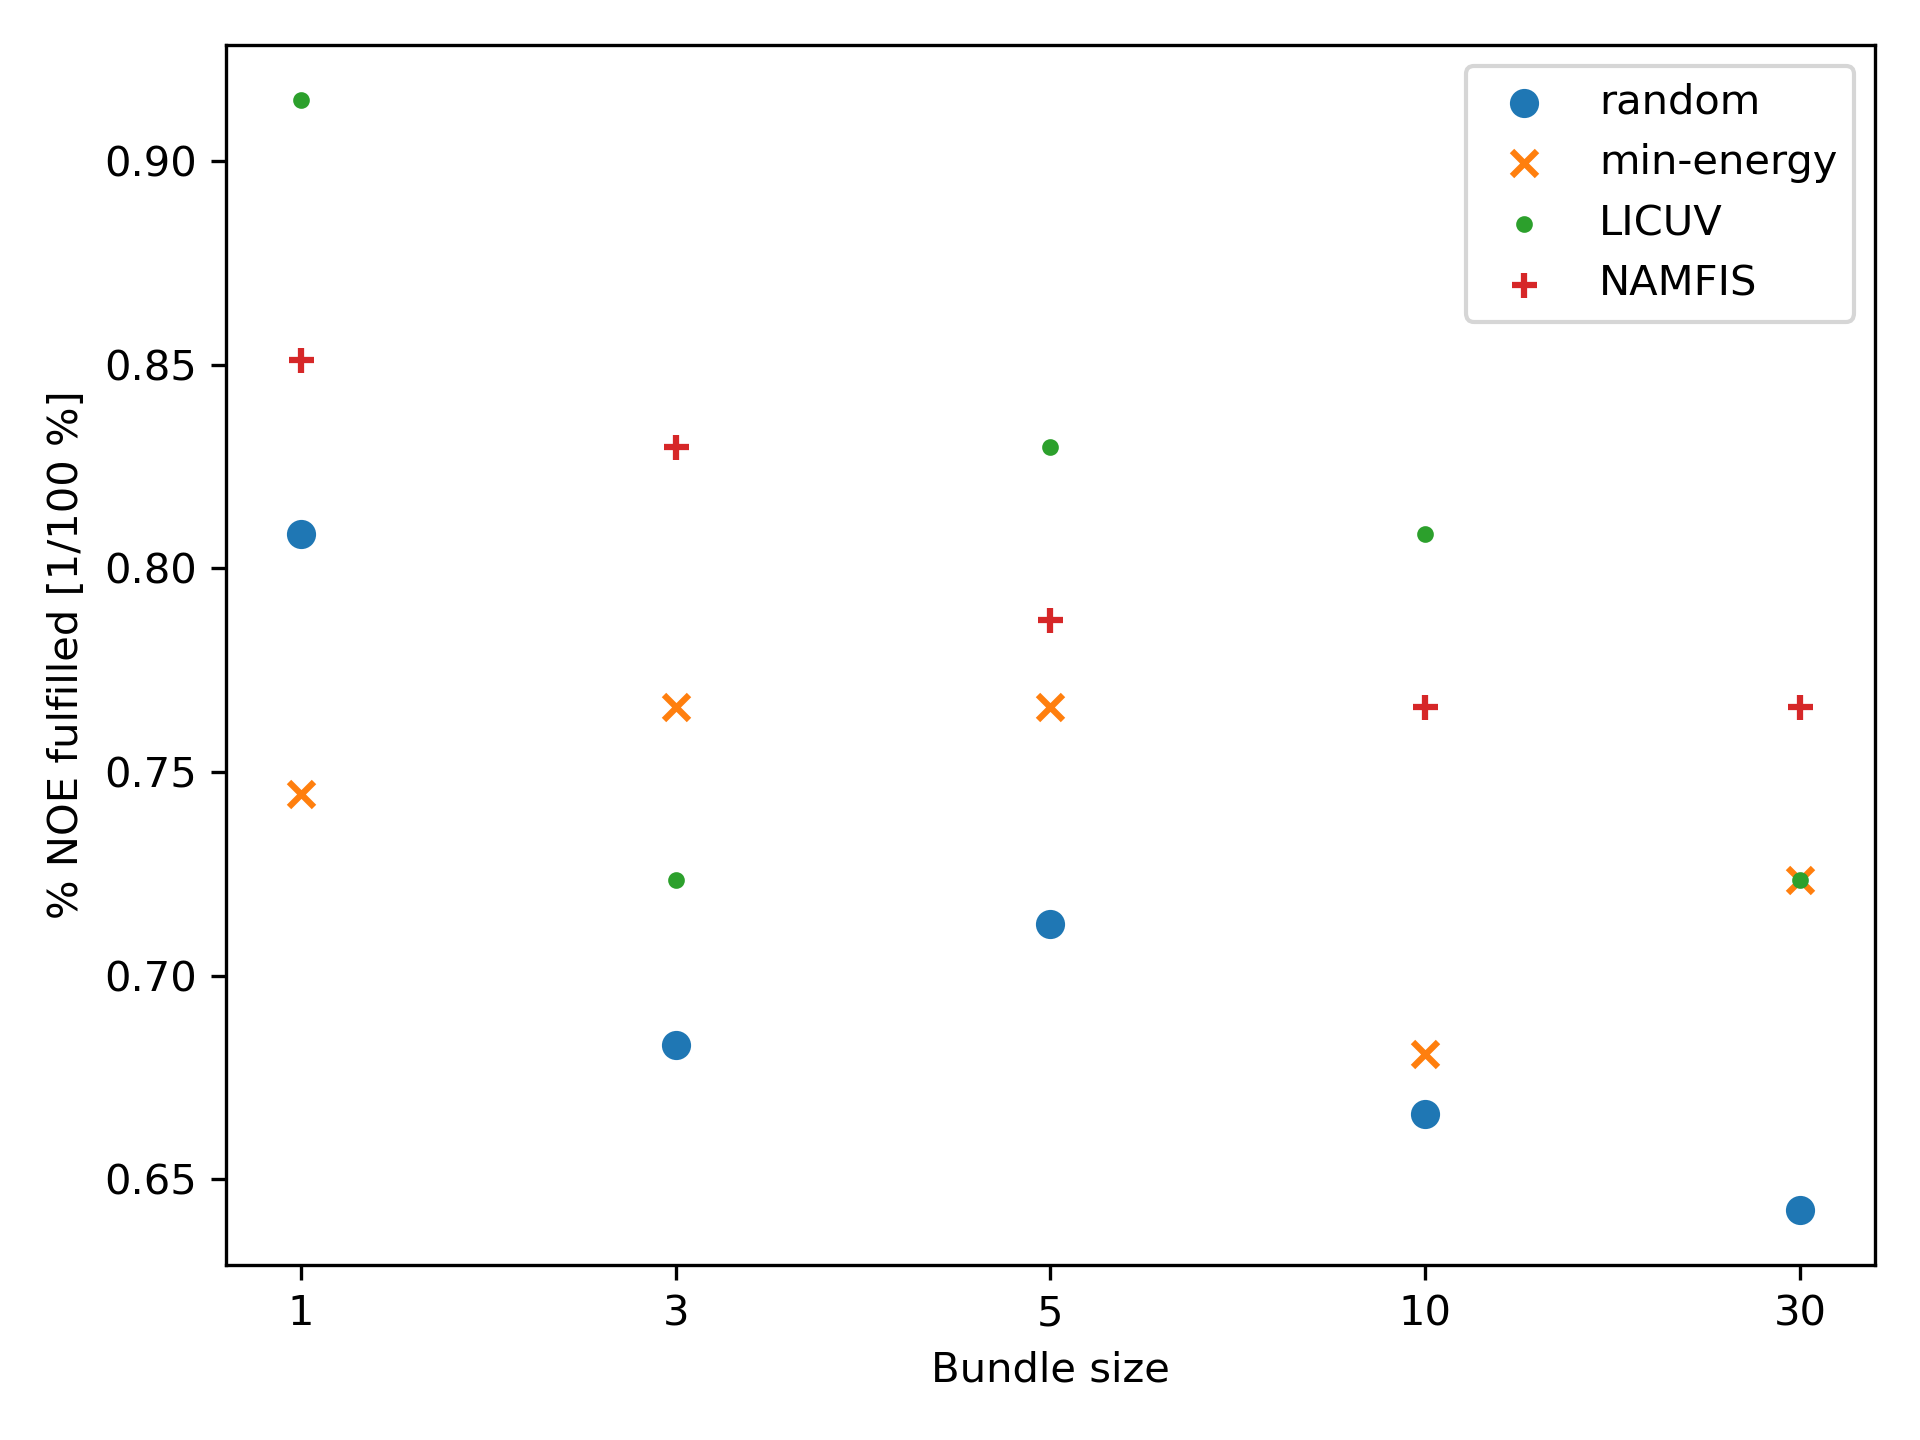 random
min-energy
LICUV
NAMFIS
0.90
0.85
0.80
0.75
0.70
0.65
% NOE fulfilled [1/100 %]
1 3 5 10 30
Bundle size